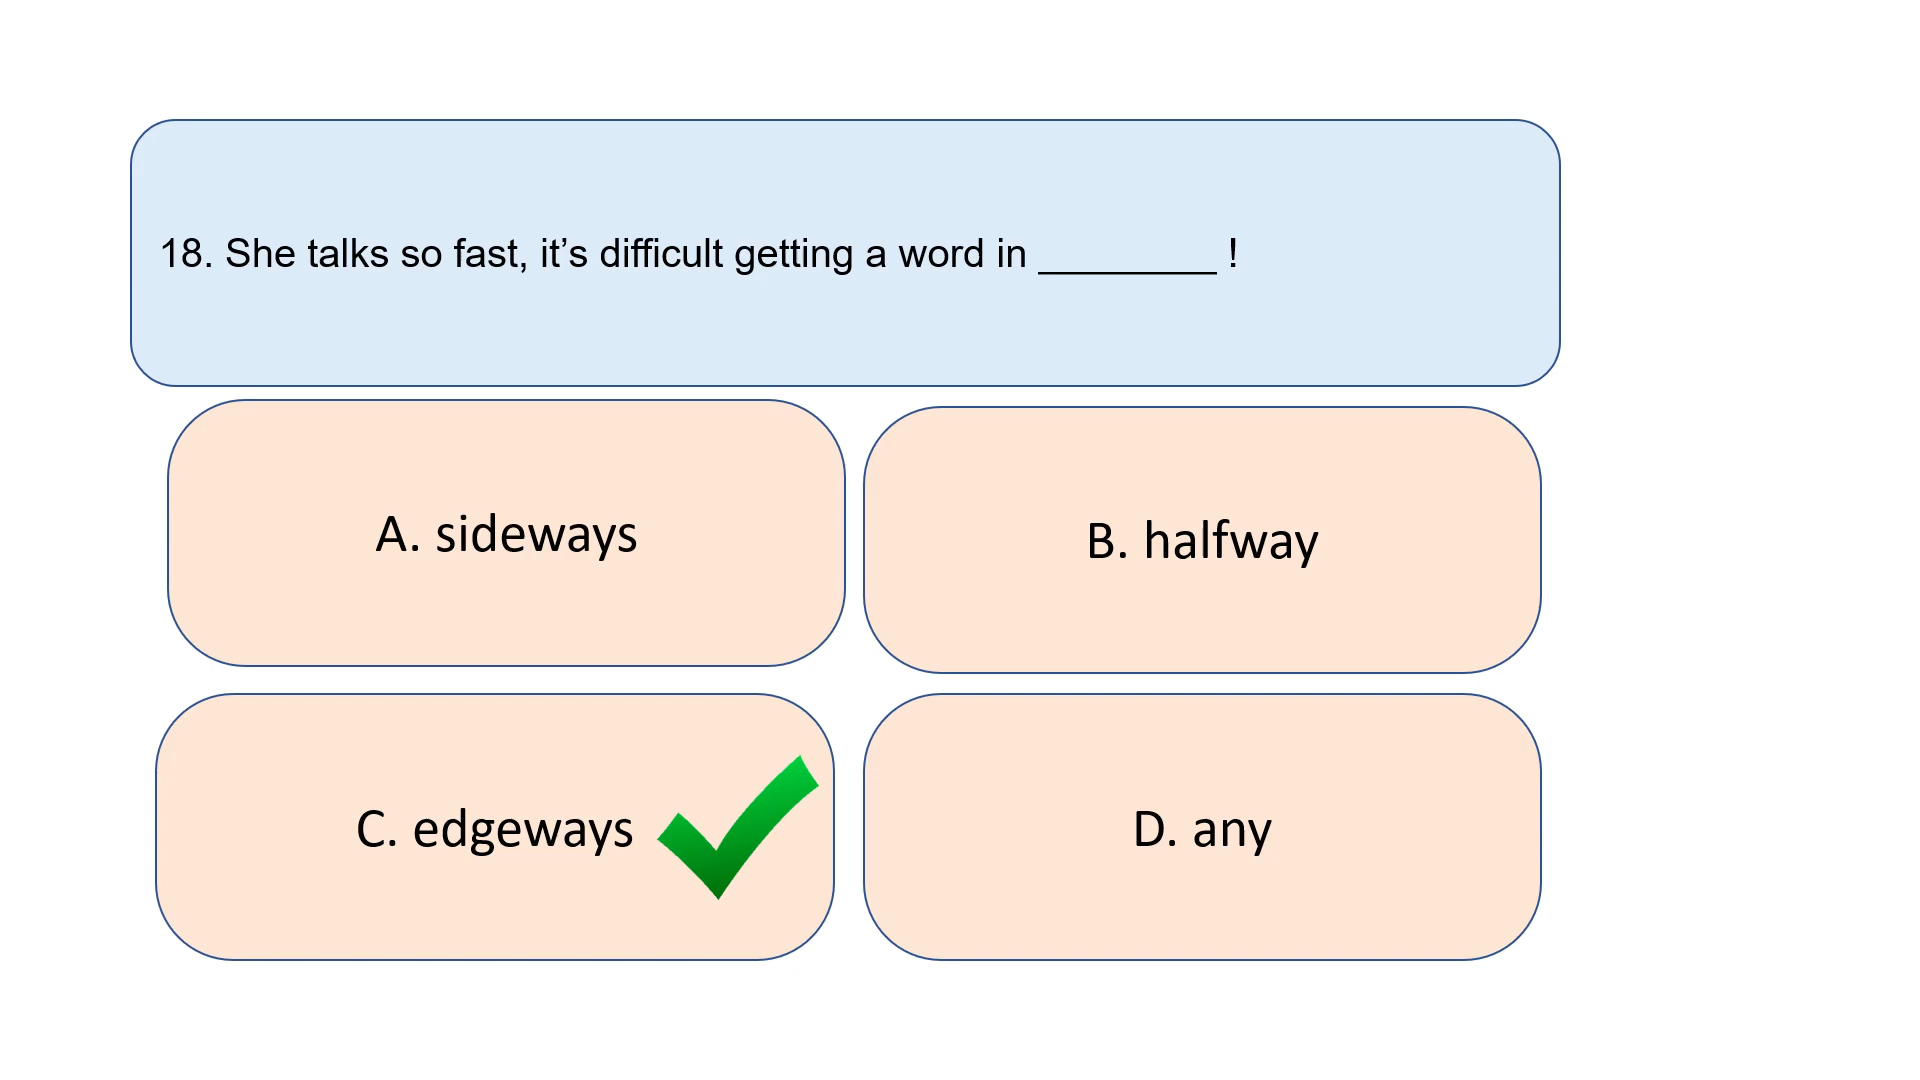 18. She talks so fast, it’s difficult getting a word in ________ !
A. sideways
B. halfway
C. edgeways
D. any